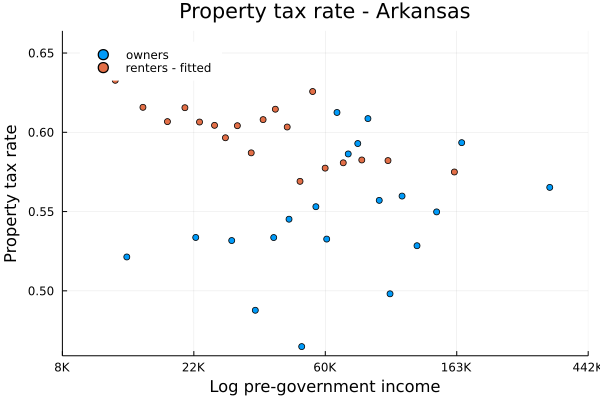 Property tax rate - Arkansas
owners
renters - fitted
Property tax rate
0.65
0.60
0.55
0.50
8K 22K 60K 163K 442K
Log pre-government income